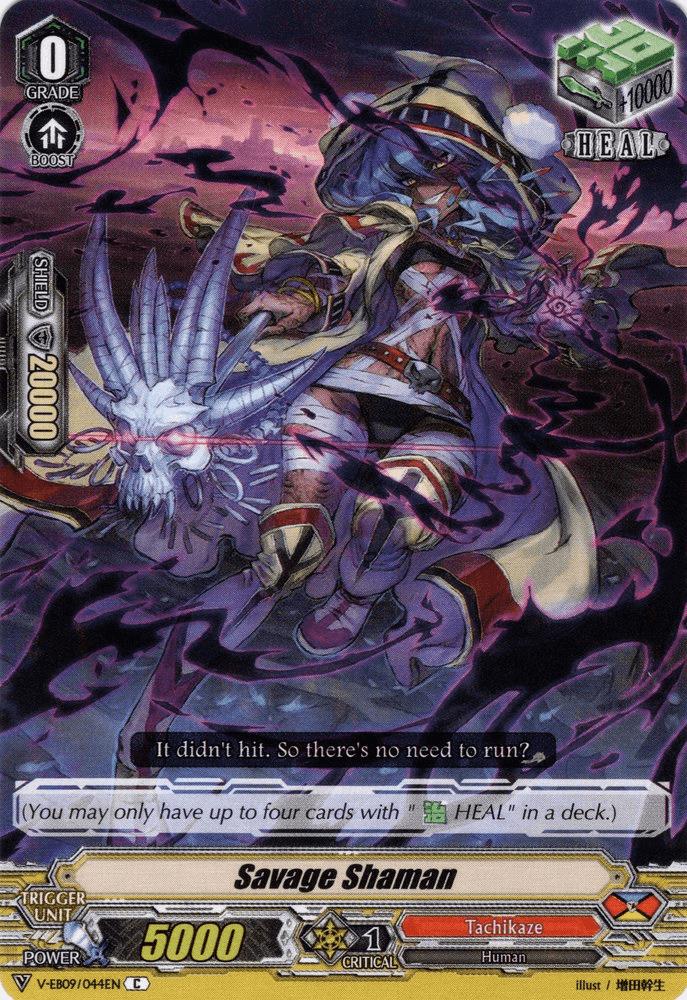 0
GRADE
BOOST
治
+10000
HEAL
SHIELD
20000
It didn't hit. So there's no need to run?
(You may only have up to four cards with " 治 HEAL" in a deck.)
Savage Shaman
TRIGGER
UNIT
POWER
5000
1
CRITICAL
Tachikaze
Human
V-EB09/044EN C
illust / 増田幹生